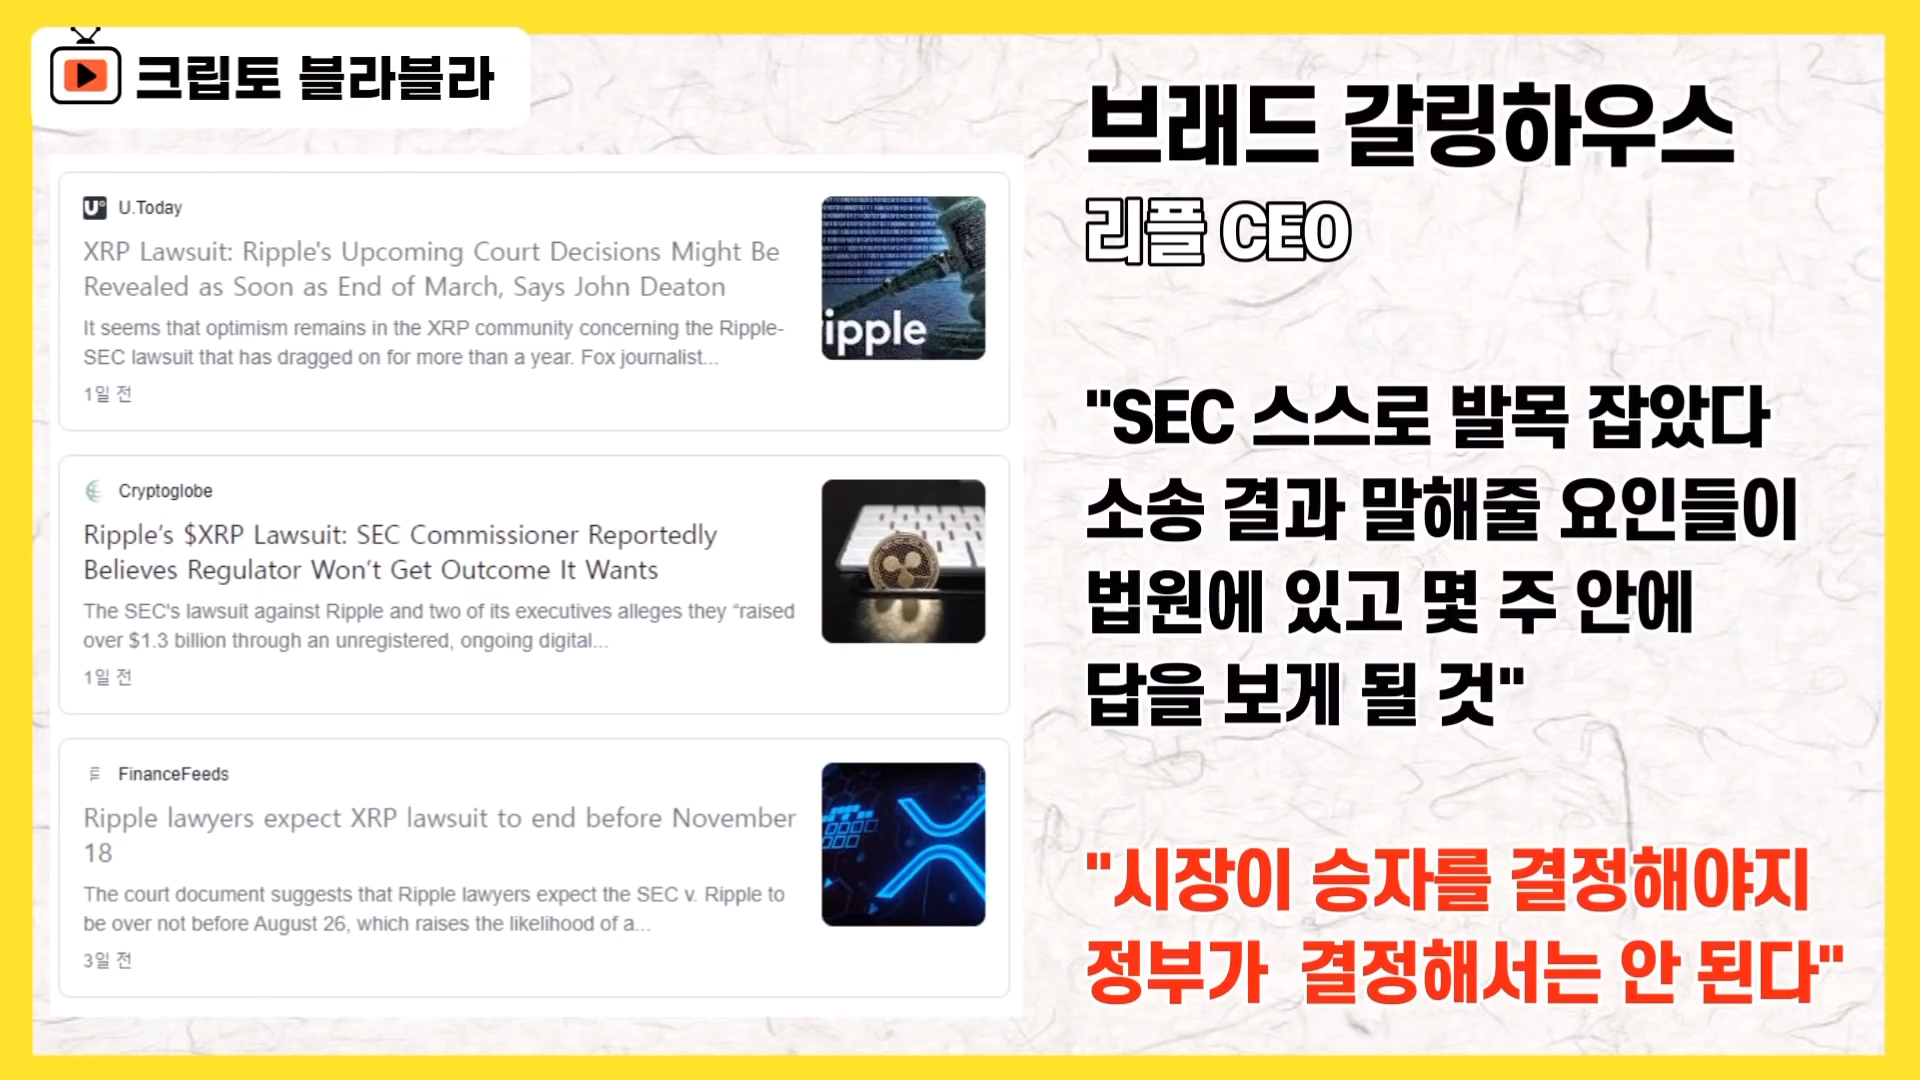 크립토 블라블라
U.Today
XRP Lawsuit: Ripple's Upcoming Court Decisions Might Be
Revealed as Soon as End of March, Says John Deaton
It seems that optimism remains in the XRP community concerning the Ripple-
SEC lawsuit that has dragged on for more than a year. Fox journalist...
1일 전
ripple
Cryptoglobe
Ripple’s $XRP Lawsuit: SEC Commissioner Reportedly
Believes Regulator Won’t Get Outcome It Wants
The SEC's lawsuit against Ripple and two of its executives alleges they “raised
over $1.3 billion through an unregistered, ongoing digital...
1일 전
FinanceFeeds
Ripple lawyers expect XRP lawsuit to end before November
18
The court document suggests that Ripple lawyers expect the SEC v. Ripple to
be over not before August 26, which raises the likelihood of a...
3일 전
브래드 갈링하우스
리플 CEO
"SEC 스스로 발목 잡았다
소송 결과 말해줄 요인들이
법원에 있고 몇 주 안에
답을 보게 될 것"
"시장이 승자를 결정해야지
정부가 결정해서는 안 된다"